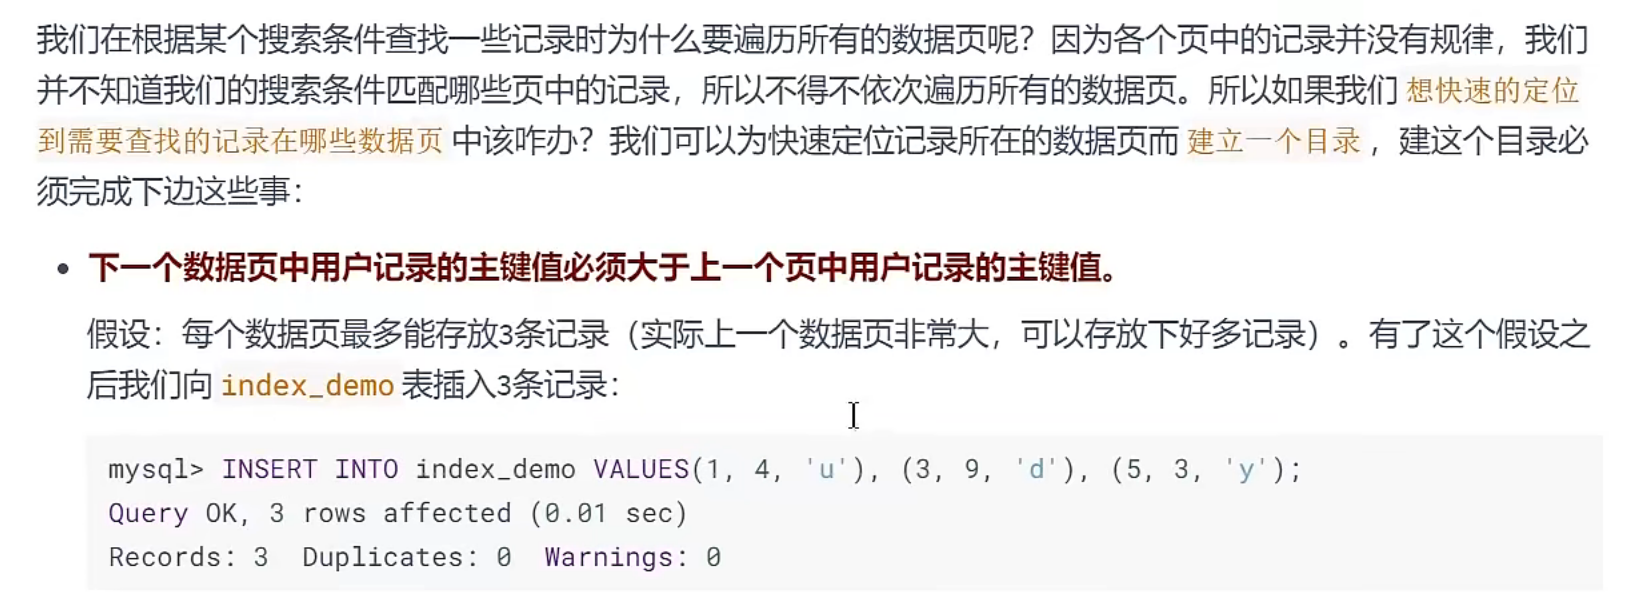 我们在根据某个搜索条件查找一些记录时为什么要遍历所有的数据页呢？因为各个页中的记录并没有规律，我们
并不知道我们的搜索条件匹配哪些页中的记录，所以不得不依次遍历所有的数据页。所以如果我们 想快速的定位
到需要查找的记录在哪些数据页 中该咋办？我们可以为快速定位记录所在的数据页而 建立一个目录 ，建这个目录必
须完成下边这些事：
• 下一个数据页中用户记录的主键值必须大于上一个页中用户记录的主键值。
假设：每个数据页最多能存放3条记录（实际上一个数据页非常大，可以存放下好多记录）。有了这个假设之
后我们向 index_demo 表插入3条记录：
mysql> INSERT INTO index_demo VALUES(1, 4, 'u'), (3, 9, 'd'), (5, 3, 'y');
Query OK, 3 rows affected (0.01 sec)
Records: 3  Duplicates: 0  Warnings: 0